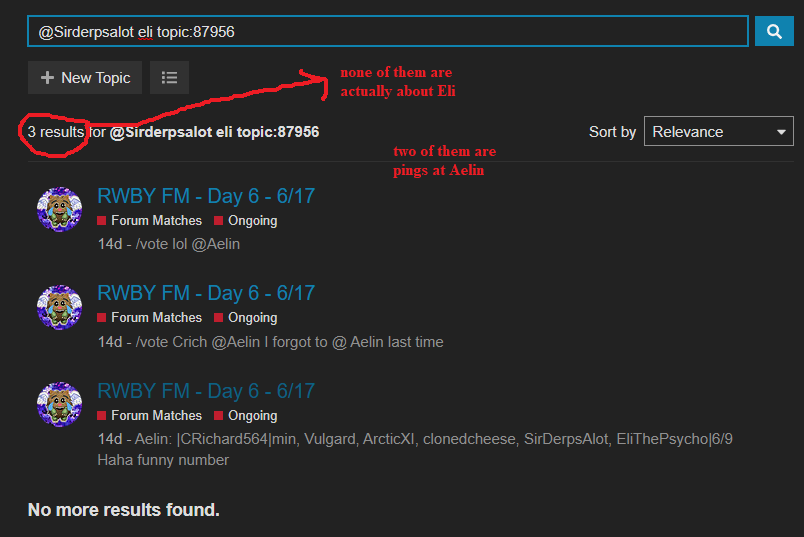 @Sirderpsalot eli topic:87956
+ New Topic
none of them are
actually about Eli
3 results for @Sirderpsalot eli topic:87956
Sort by Relevance
two of them are
pings at Aelin
RWBY FM - Day 6 - 6/17
Forum Matches Ongoing
14d - /vote lol @Aelin
RWBY FM - Day 6 - 6/17
Forum Matches Ongoing
14d - /vote Crich @Aelin I forgot to @ Aelin last time
RWBY FM - Day 6 - 6/17
Forum Matches Ongoing
14d - Aelin: |CRichard564|min, Vulgard, ArcticXI, clonedcheese, SirDerpsAlot, EliThePsycho|6/9
Haha funny number
No more results found.